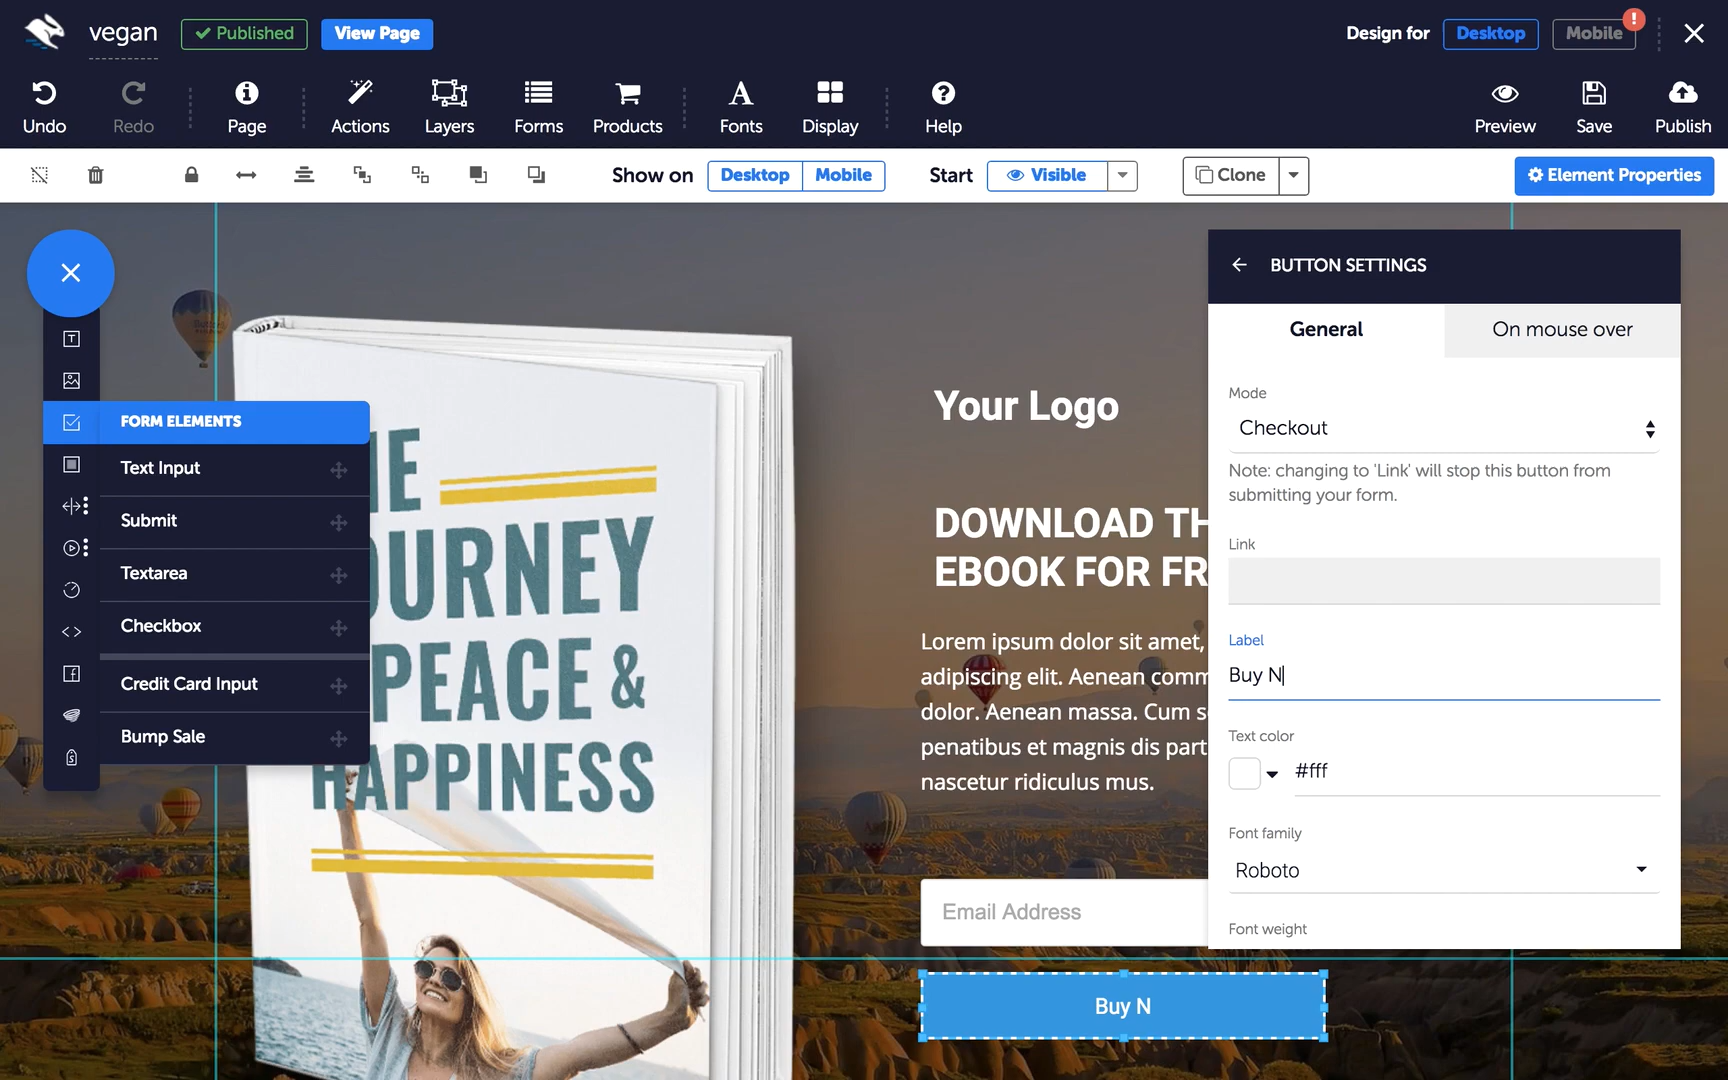 vegan
Published
View Page
Design for
Desktop
Mobile
!
Undo
Redo
Page
Actions
Layers
Forms
Products
Fonts
Display
Help
Preview
Save
Publish
Show on
Desktop
Mobile
Start
Visible
Clone
Element Properties
FORM ELEMENTS
Text Input
Submit
Textarea
Checkbox
Credit Card Input
Bump Sale
HE
OURNEY
PEACE &
HAPPINESS
Your Logo
DOWNLOAD TH
EBOOK FOR FR
Lorem ipsum dolor sit amet,
adipiscing elit. Aenean comm
dolor. Aenean massa. Cum s
penatibus et magnis dis part
nascetur ridiculus mus.
Email Address
Buy N
BUTTON SETTINGS
General
On mouse over
Mode
Checkout
Note: changing to 'Link' will stop this button from
submitting your form.
Link
Label
Buy N
Text color
#fff
Font family
Roboto
Font weight